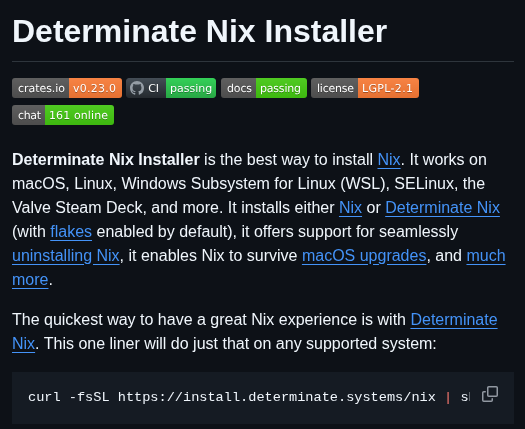 Determinate Nix Installer
crates.io v0.23.0 CI passing docs passing license LGPL-2.1
chat 161 online
Determinate Nix Installer is the best way to install Nix. It works on
macOS, Linux, Windows Subsystem for Linux (WSL), SELinux, the
Valve Steam Deck, and more. It installs either Nix or Determinate Nix
(with flakes enabled by default), it offers support for seamlessly
uninstalling Nix, it enables Nix to survive macOS upgrades, and much
more.
The quickest way to have a great Nix experience is with Determinate
Nix. This one liner will do just that on any supported system:
curl -fsSL https://install.determinate.systems/nix | s